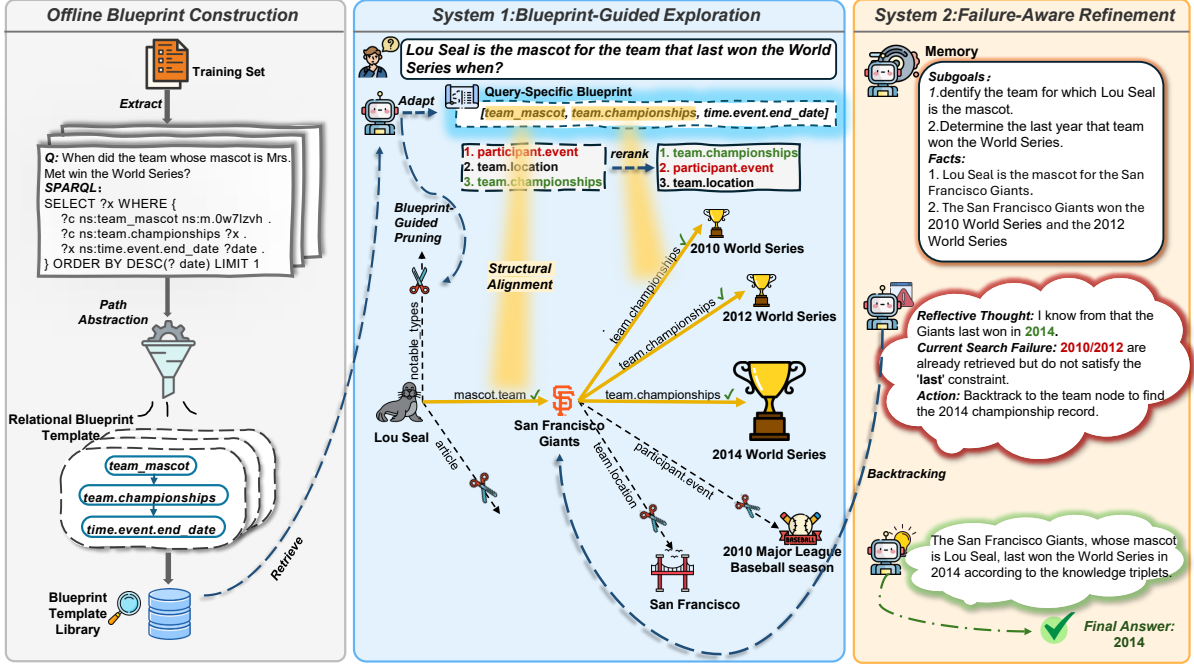 Offline Blueprint Construction
Training Set
Extract
Q: When did the team whose mascot is Mrs.
Met win the World Series?
SPARQL:
SELECT ?x WHERE {
?c ns:team_mascot ns:m.0w7lzvh .
?c ns:team.championships ?x .
?x ns:time.event.end_date ?date .
} ORDER BY DESC(? date) LIMIT 1
Path
Abstraction
Relational Blueprint
Template
team_mascot
team.championships
time.event.end_date
Blueprint
Template
Library
Retrieve
System 1:Blueprint-Guided Exploration
Lou Seal is the mascot for the team that last won the World
Series when?
Adapt
Query-Specific Blueprint
[team_mascot, team.championships, time.event.end_date]
1. participant.event
2. team.location
3. team.championships
rerank
1. team.championships
2. participant.event
3. team.location
Blueprint-
Guided
Pruning
Structural
Alignment
notable_types
Lou Seal
article
mascot.team
SF
San Francisco
Giants
team.championships
2010 World Series
team.championships
2012 World Series
team.championships
2014 World Series
participant.event
team.location
BASEBALL
2010 Major League
Baseball season
San Francisco
System 2:Failure-Aware Refinement
Memory
Subgoals:
1.dentify the team for which Lou Seal
is the mascot.
2.Determine the last year that team
won the World Series.
Facts:
1. Lou Seal is the mascot for the San
Francisco Giants.
2. The San Francisco Giants won the
2010 World Series and the 2012
World Series
Reflective Thought: I know from that the
Giants last won in 2014.
Current Search Failure: 2010/2012 are
already retrieved but do not satisfy the
'last' constraint.
Action: Backtrack to the team node to find
the 2014 championship record.
Backtracking
The San Francisco Giants, whose mascot
is Lou Seal, last won the World Series in
2014 according to the knowledge triplets.
Final Answer:
2014